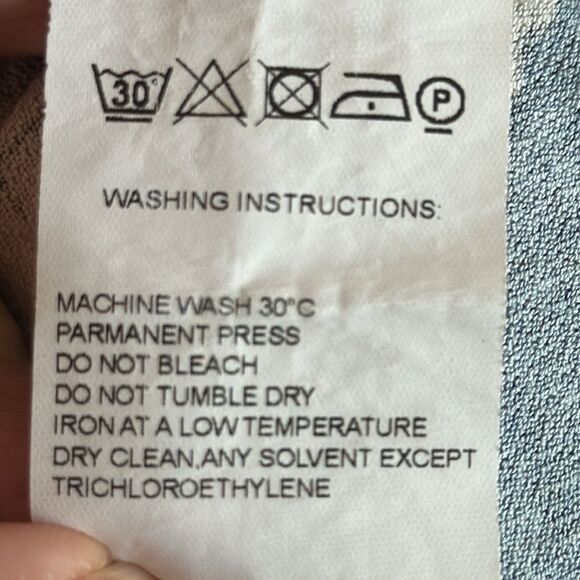 30°
P
WASHING INSTRUCTIONS:
MACHINE WASH 30°C
PARMANENT PRESS
DO NOT BLEACH
DO NOT TUMBLE DRY
IRON AT A LOW TEMPERATURE
DRY CLEAN,ANY SOLVENT EXCEPT
TRICHLOROETHYLENE